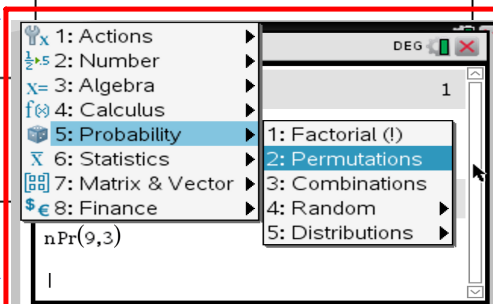 1: Actions
2: Number
3: Algebra
4: Calculus
5: Probability
6: Statistics
7: Matrix & Vector
8: Finance
1: Factorial (!)
2: Permutations
3: Combinations
4: Random
5: Distributions
DEG
1
nPr(9,3)